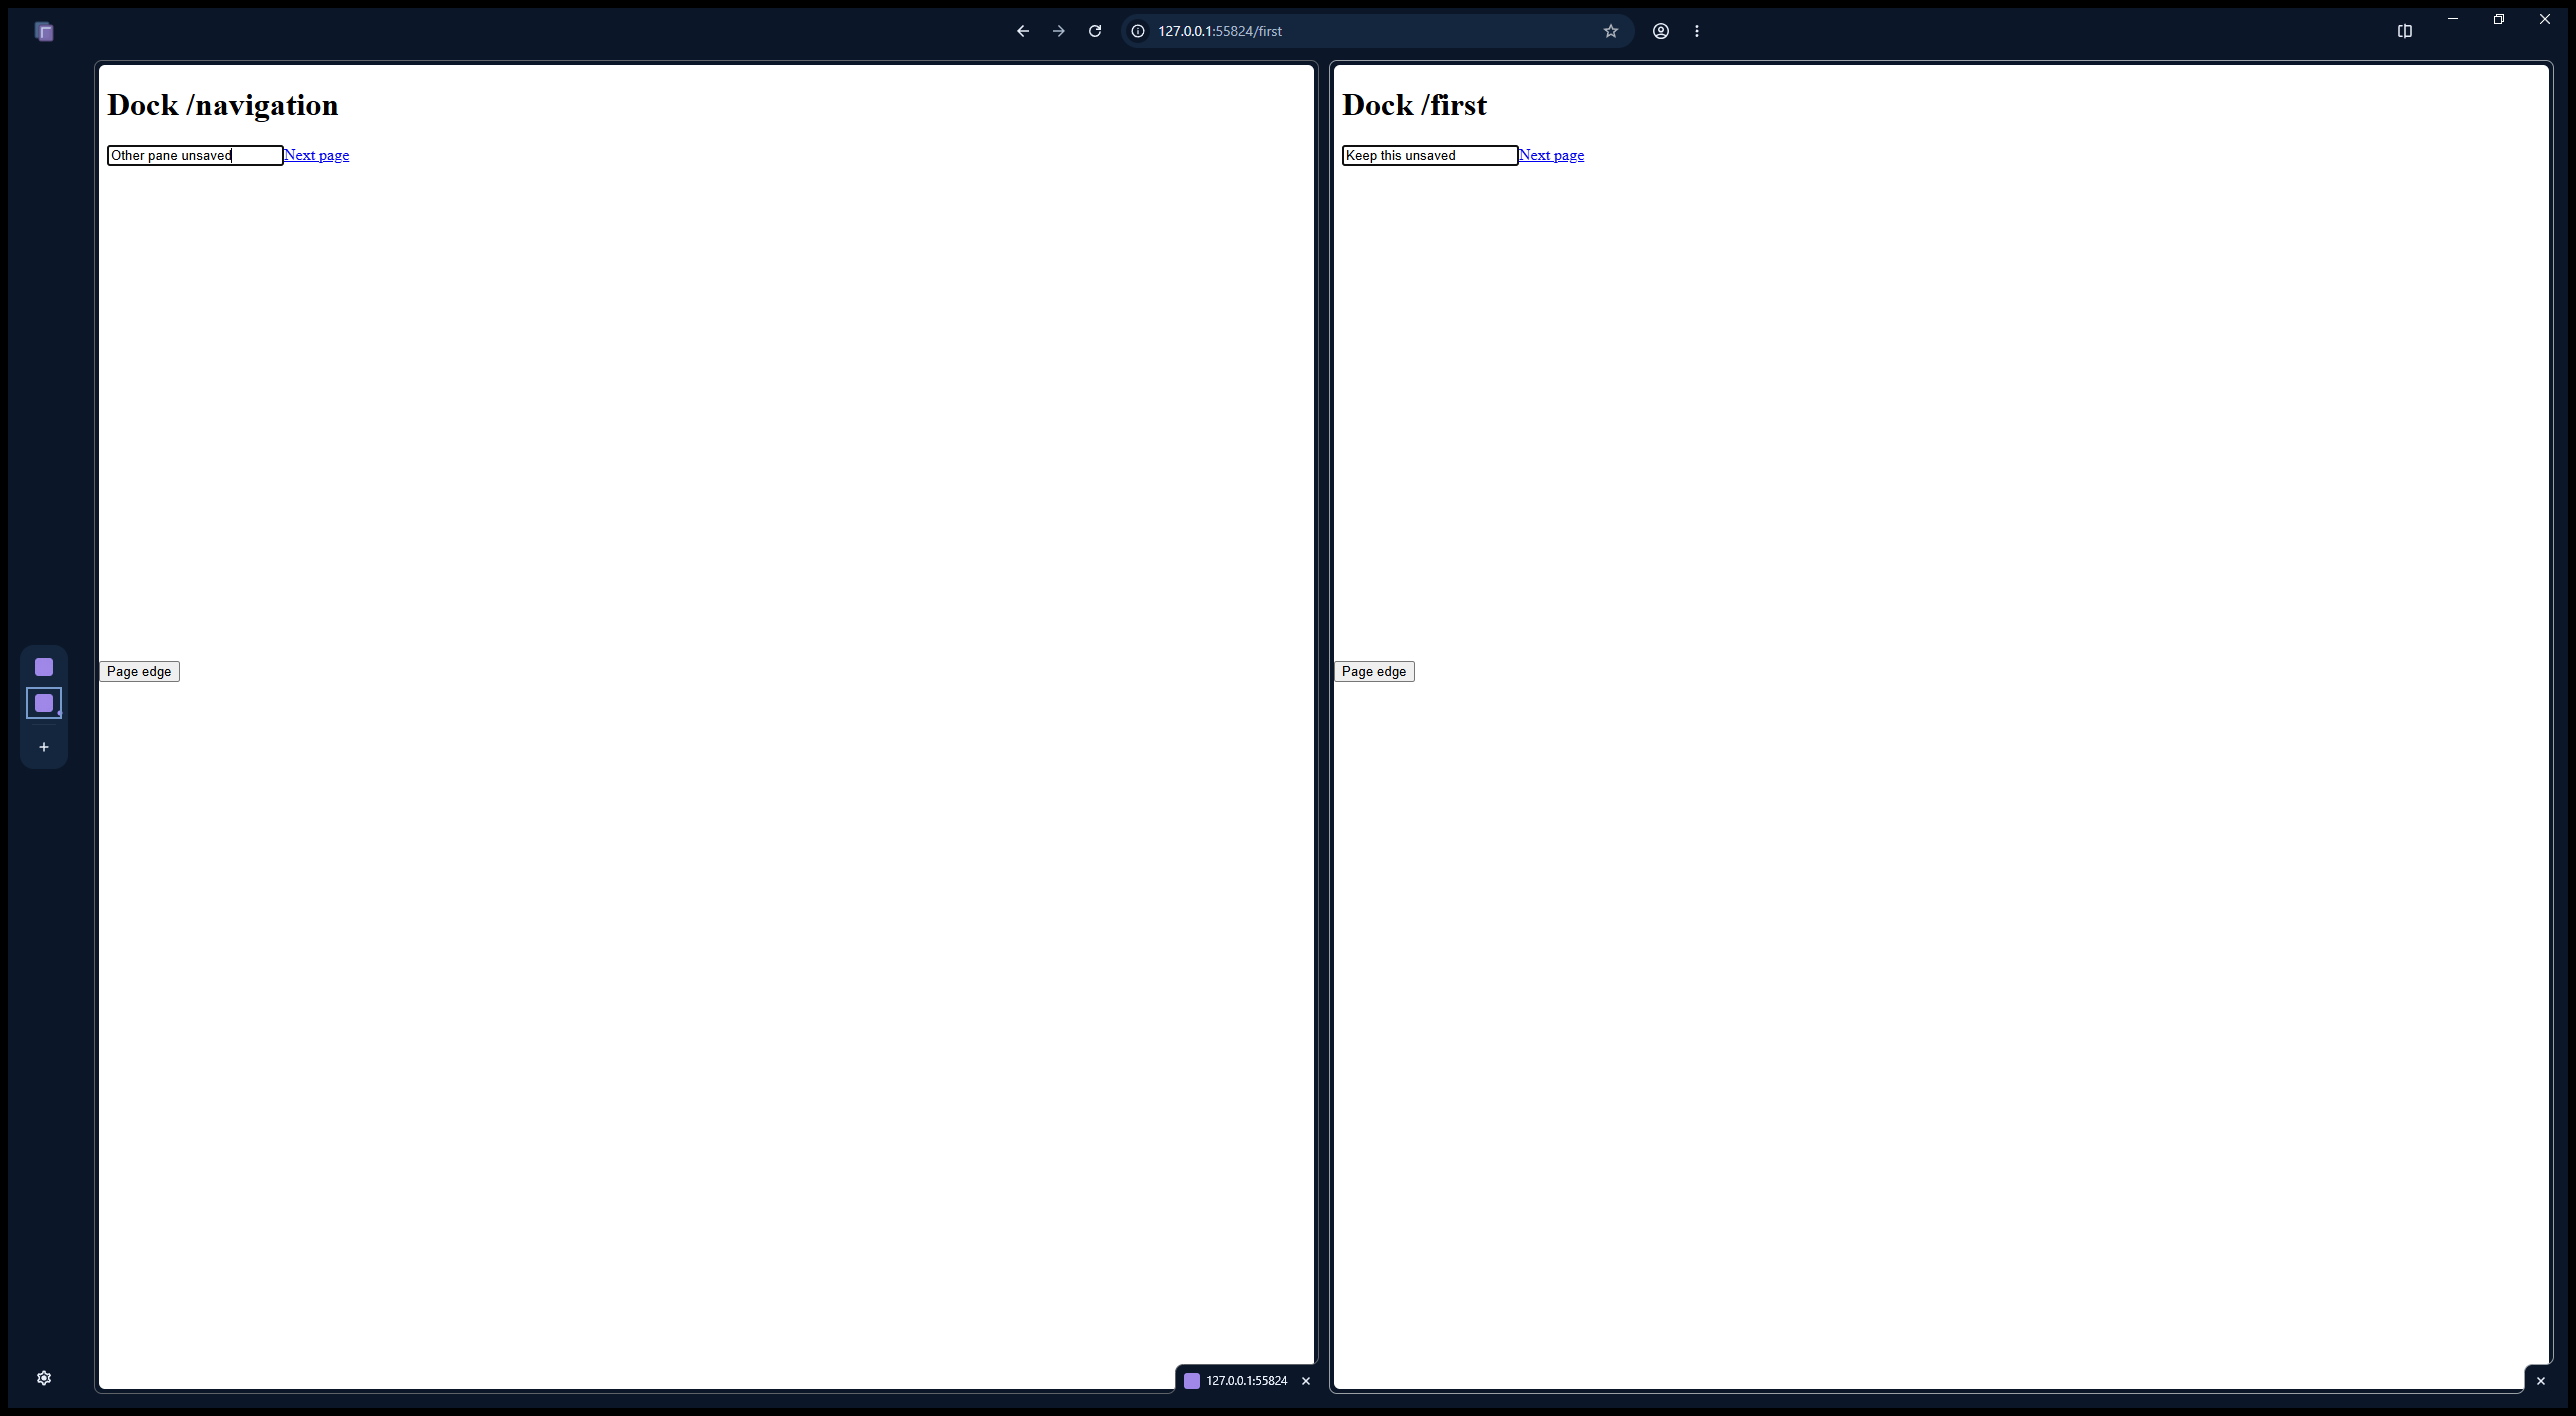 127.0.0.1:55824/first
Dock /navigation
Other pane unsaved Next page
Page edge
127.0.0.1:55824
Dock /first
Keep this unsaved Next page
Page edge